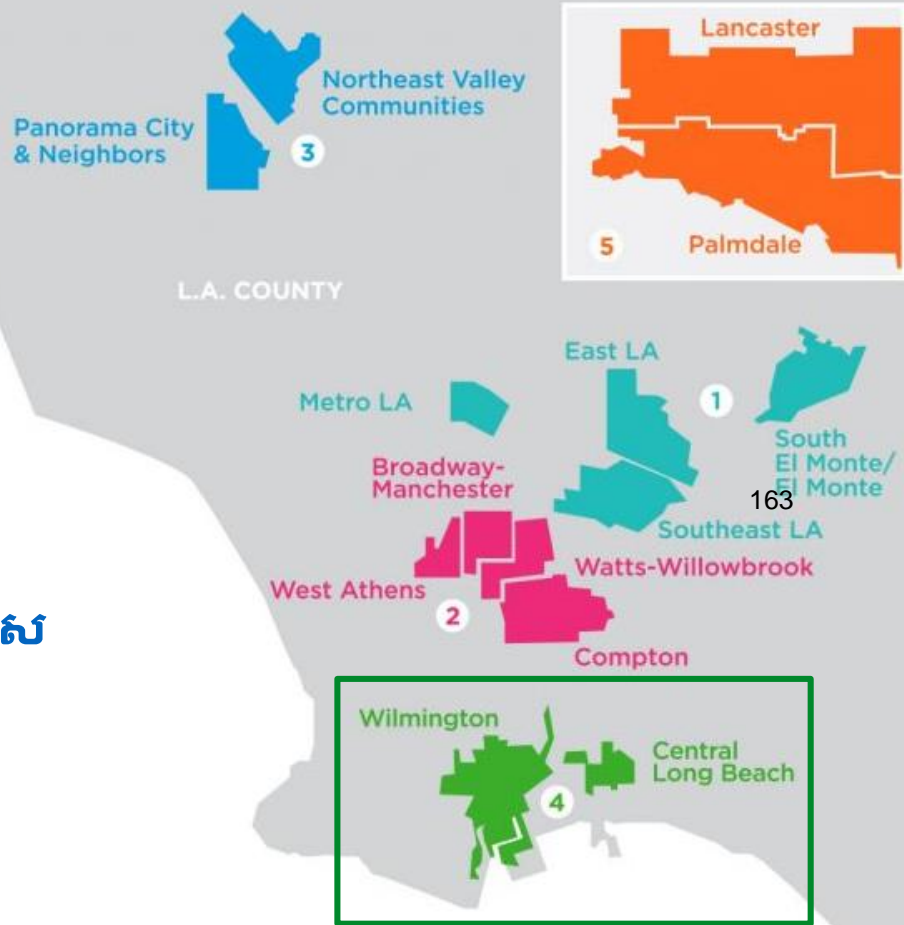 Lancaster
Northeast Valley
Communities
Panorama City
& Neighbors
3
5
Palmdale
L.A. COUNTY
East LA
1
Metro LA
South
El Monte/
El Monte
163
Broadway-
Manchester
Southeast LA
Watts-Willowbrook
West Athens
2
ស
Compton
Wilmington
Central
Long Beach
4